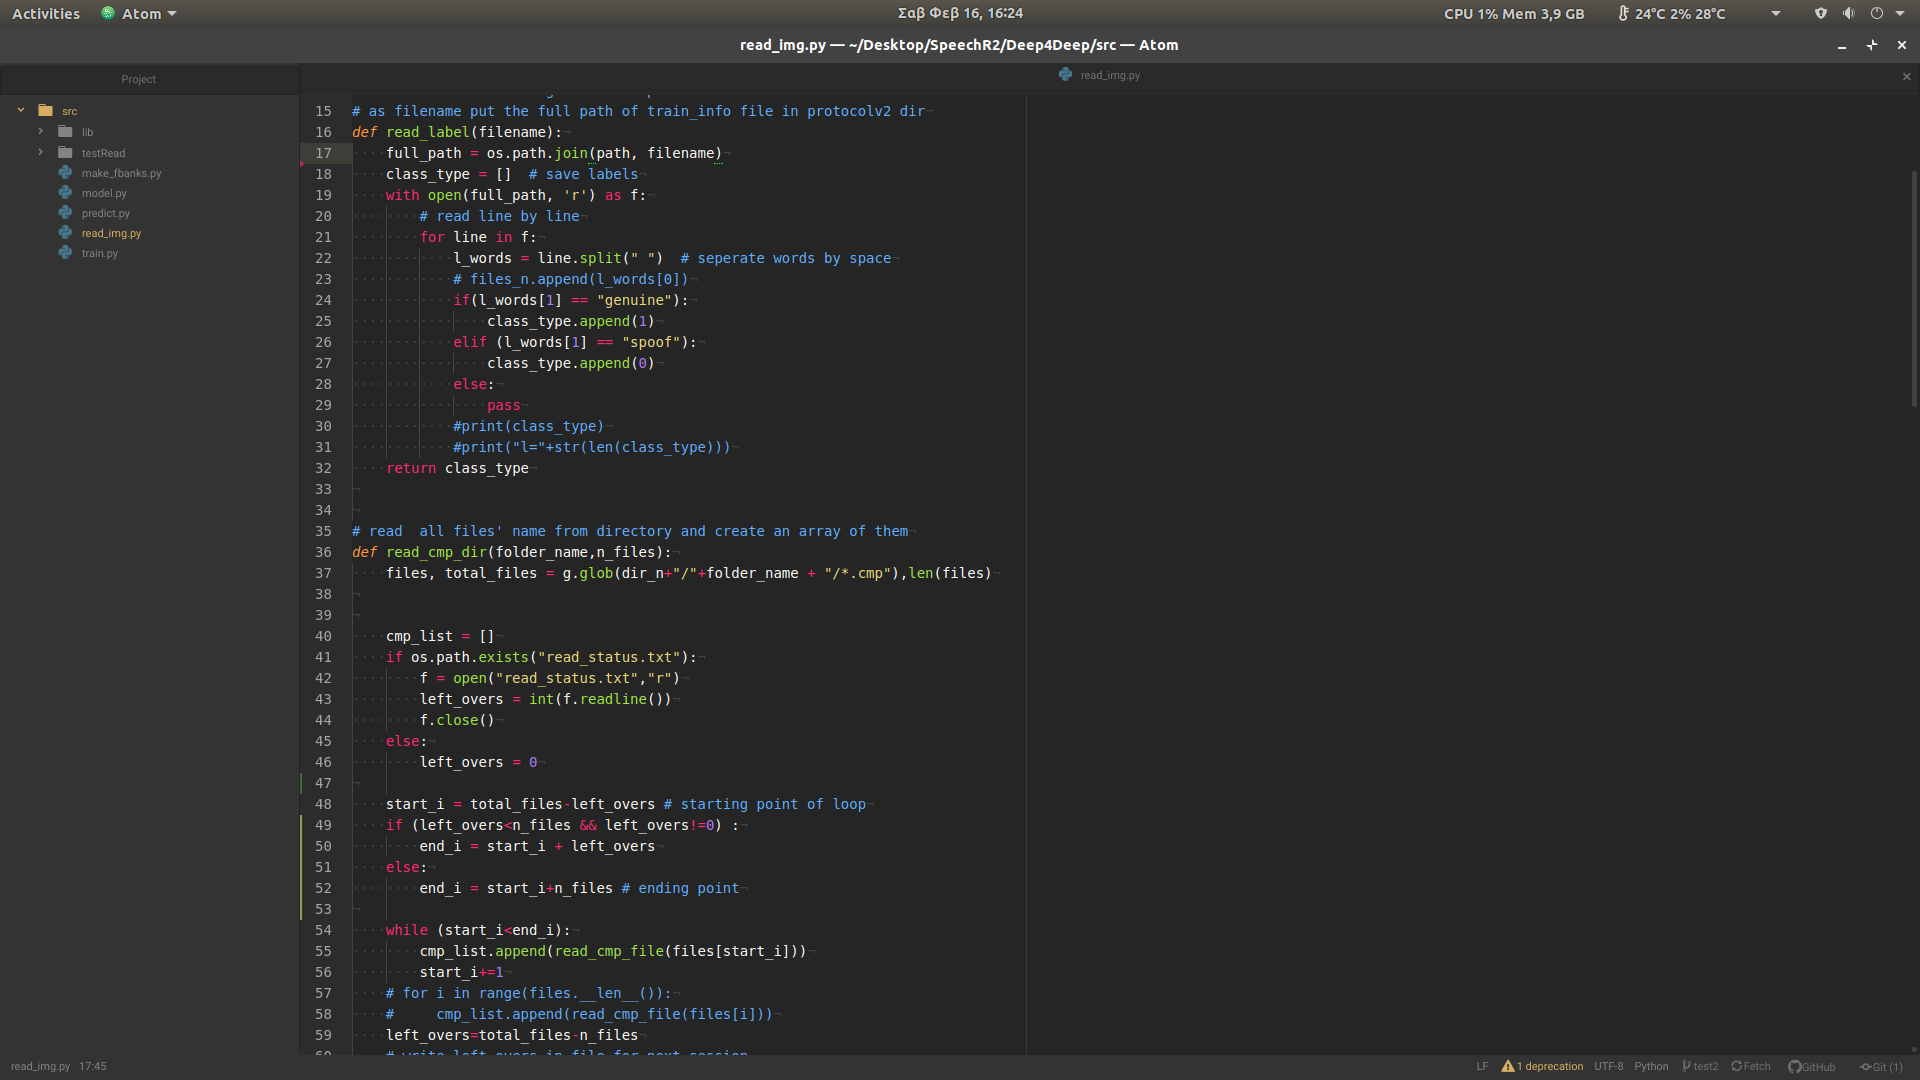 Activities Atom Σαβ Φεβ 16, 16:24 CPU 1% Mem 3,9 GB 24°C 2% 28°C
read_img.py — ~/Desktop/SpeechR2/Deep4Deep/src — Atom
Project
read_img.py
src
lib
testRead
make_fbanks.py
model.py
predict.py
read_img.py
train.py
15 # as filename put the full path of train_info file in protocolv2 dir
16 def read_label(filename):
17     full_path = os.path.join(path, filename)
18     class_type = []  # save labels
19     with open(full_path, 'r') as f:
20         # read line by line
21         for line in f:
22             l_words = line.split(" ")  # seperate words by space
23             # files_n.append(l_words[0])
24             if(l_words[1] == "genuine"):
25                 class_type.append(1)
26             elif (l_words[1] == "spoof"):
27                 class_type.append(0)
28             else:
29                 pass
30             #print(class_type)
31             #print("l="+str(len(class_type)))
32     return class_type
33
34
35 # read  all files' name from directory and create an array of them
36 def read_cmp_dir(folder_name,n_files):
37     files, total_files = g.glob(dir_n+"/"+folder_name + "/*.cmp"),len(files)
38
39
40     cmp_list = []
41     if os.path.exists("read_status.txt"):
42         f = open("read_status.txt","r")
43         left_overs = int(f.readline())
44         f.close()
45     else:
46         left_overs = 0
47
48     start_i = total_files-left_overs # starting point of loop
49     if (left_overs<n_files && left_overs!=0) :
50         end_i = start_i + left_overs
51     else:
52         end_i = start_i+n_files # ending point
53
54     while (start_i<end_i):
55         cmp_list.append(read_cmp_file(files[start_i]))
56         start_i+=1
57     # for i in range(files.__len__()):
58     #     cmp_list.append(read_cmp_file(files[i]))
59     left_overs=total_files-n_files
60     # write left_overs in file for next session
read_img.py 17:45 LF 1 deprecation UTF-8 Python test2 Fetch GitHub Git (1)